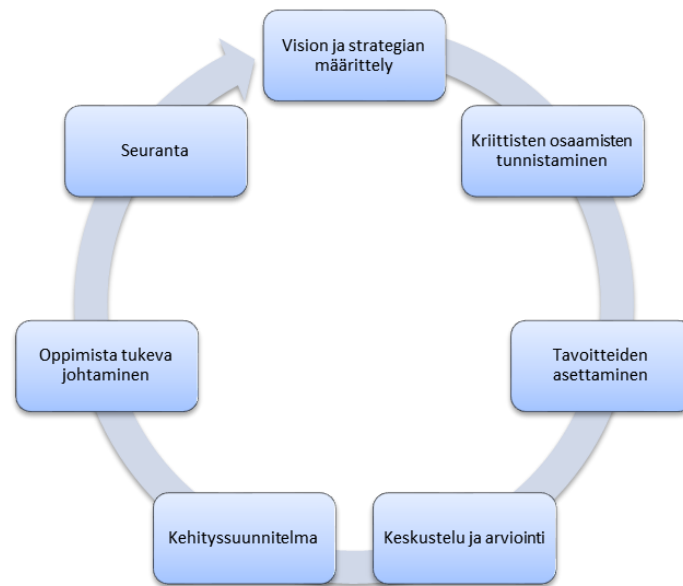 Vision ja strategian
määrittely
Kriittisten osaamisten
tunnistaminen
Tavoitteiden
asettaminen
Keskustelu ja arviointi
Kehityssuunnitelma
Oppimista tukeva
johtaminen
Seuranta